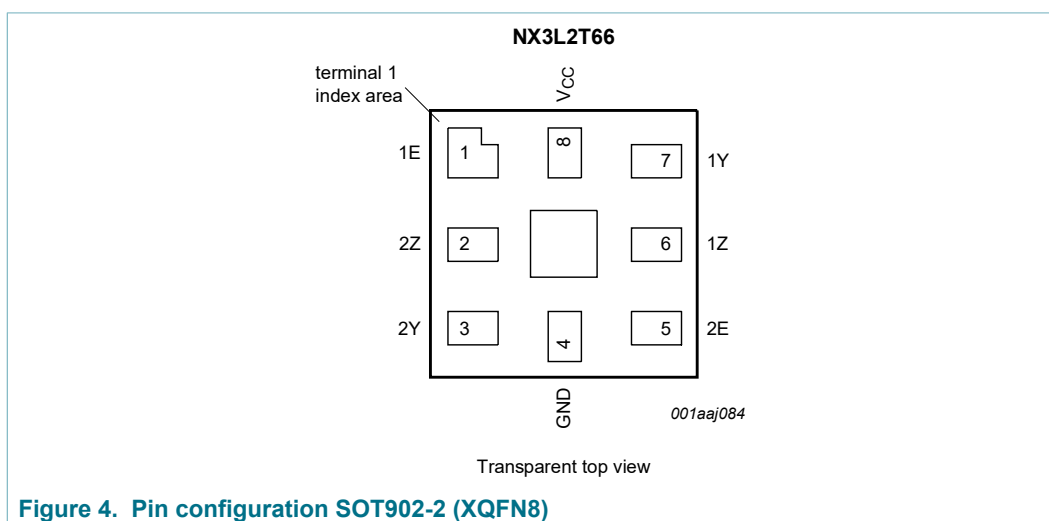 NX3L2T66
terminal 1
index area
VCC
1E
1
8
7
1Y
2Z
2
6
1Z
2Y
3
4
5
2E
GND
001aaj084
Transparent top view
Figure 4. Pin configuration SOT902-2 (XQFN8)